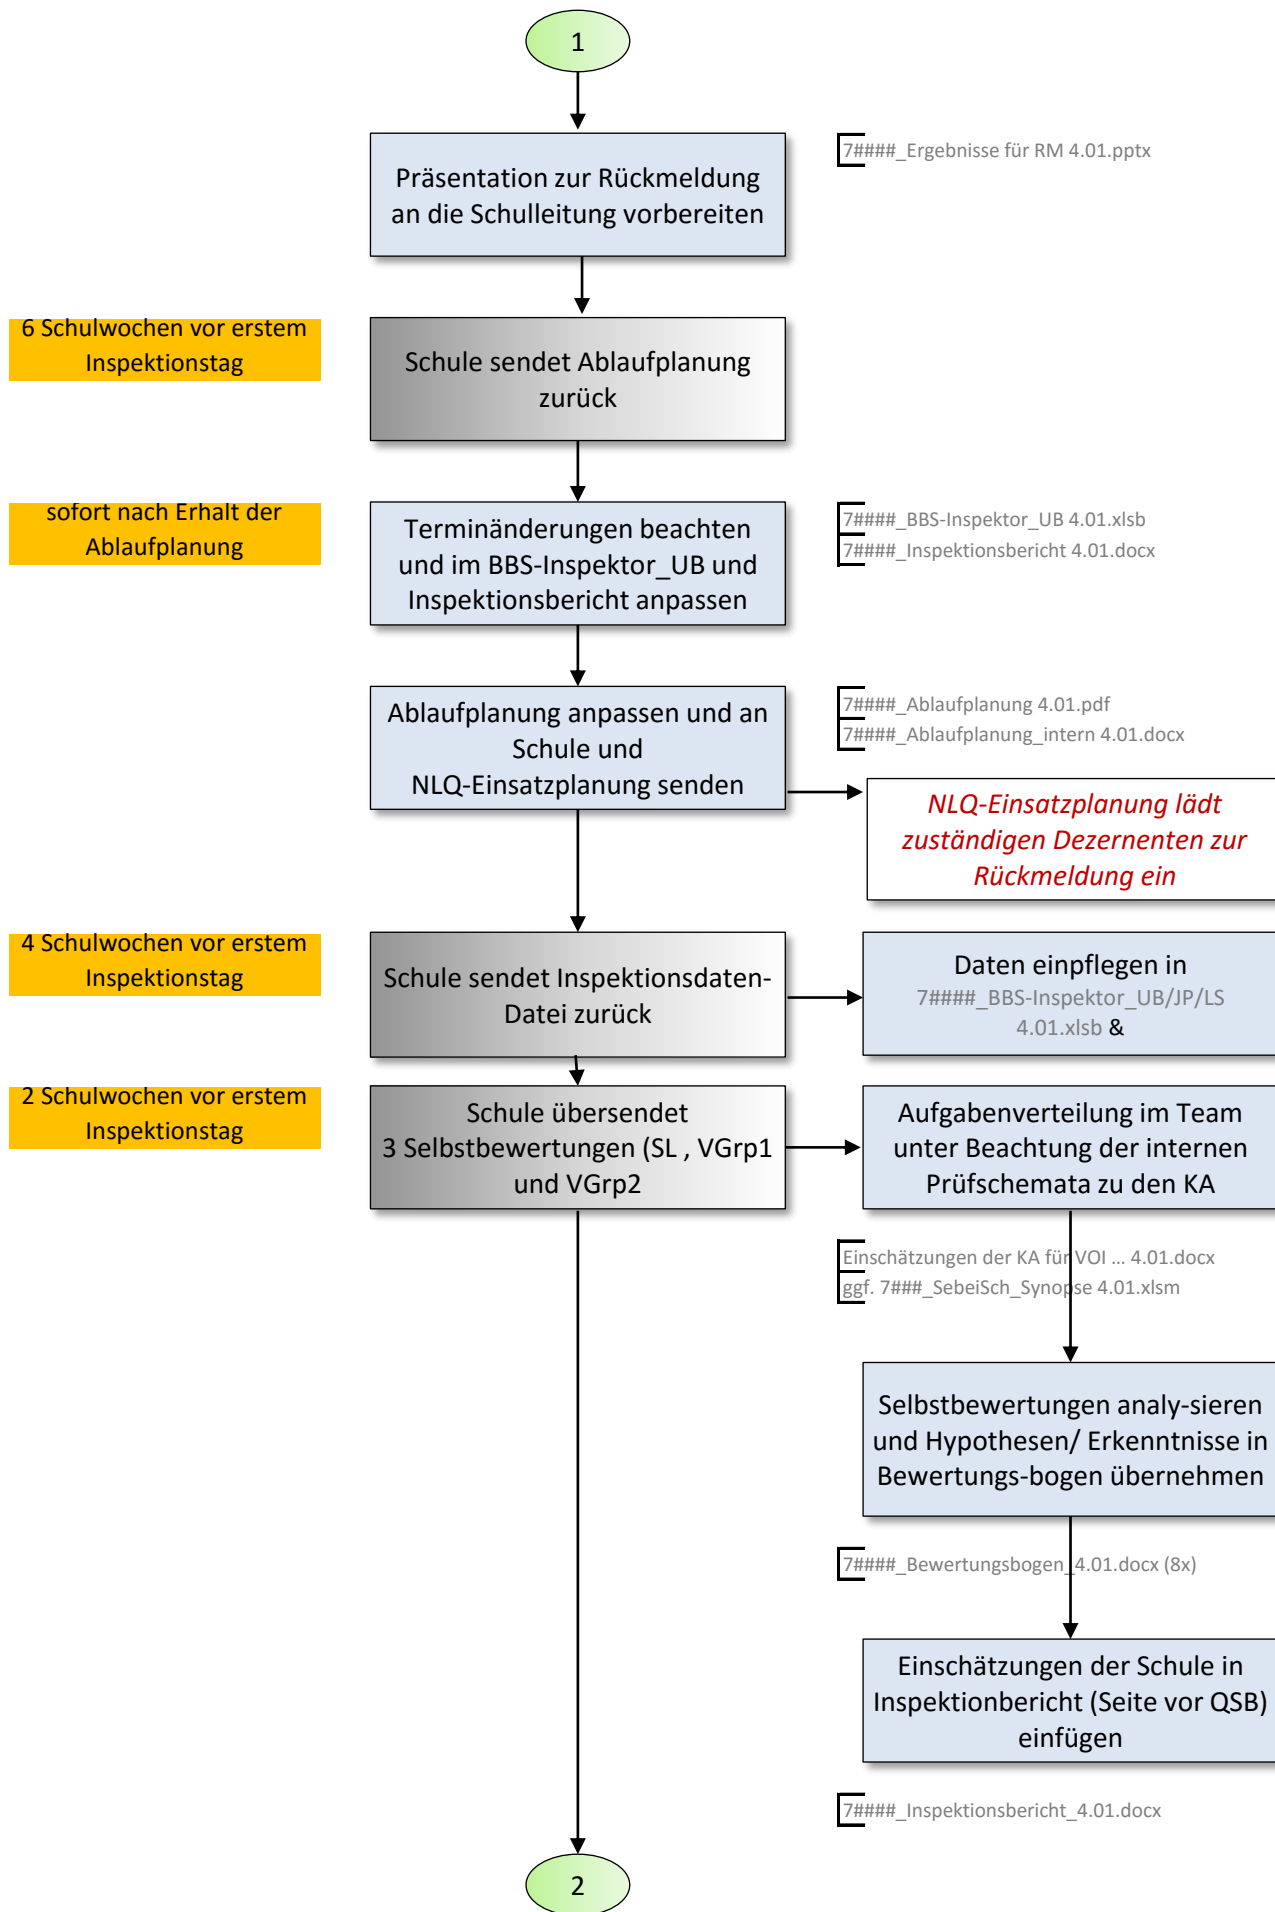 1
Präsentation zur Rückmeldung
an die Schulleitung vorbereiten
7####_Ergebnisse für RM 4.01.pptx
6 Schulwochen vor erstem
Inspektionstag
Schule sendet Ablaufplanung
zurück
sofort nach Erhalt der
Ablaufplanung
Terminänderungen beachten
und im BBS-Inspektor_UB und
Inspektionsbericht anpassen
7####_BBS-Inspektor_UB 4.01.xlsb
7####_Inspektionsbericht 4.01.docx
Ablaufplanung anpassen und an
Schule und
NLQ-Einsatzplanung senden
7####_Ablaufplanung 4.01.pdf
7####_Ablaufplanung_intern 4.01.docx
NLQ-Einsatzplanung lädt
zuständigen Dezernenten zur
Rückmeldung ein
4 Schulwochen vor erstem
Inspektionstag
Schule sendet Inspektionsdaten-
Datei zurück
Daten einpflegen in
7####_BBS-Inspektor_UB/JP/LS
4.01.xlsb &
2 Schulwochen vor erstem
Inspektionstag
Schule übersendet
3 Selbstbewertungen (SL , VGrp1
und VGrp2
Aufgabenverteilung im Team
unter Beachtung der internen
Prüfschemata zu den KA
Einschätzungen der KA für VOI ... 4.01.docx
ggf. 7###_SebeiSch_Synopse 4.01.xlsm
Selbstbewertungen analy-sieren
und Hypothesen/ Erkenntnisse in
Bewertungs-bogen übernehmen
7####_Bewertungsbogen_4.01.docx (8x)
Einschätzungen der Schule in
Inspektionbericht (Seite vor QSB)
einfügen
7####_Inspektionsbericht_4.01.docx
2